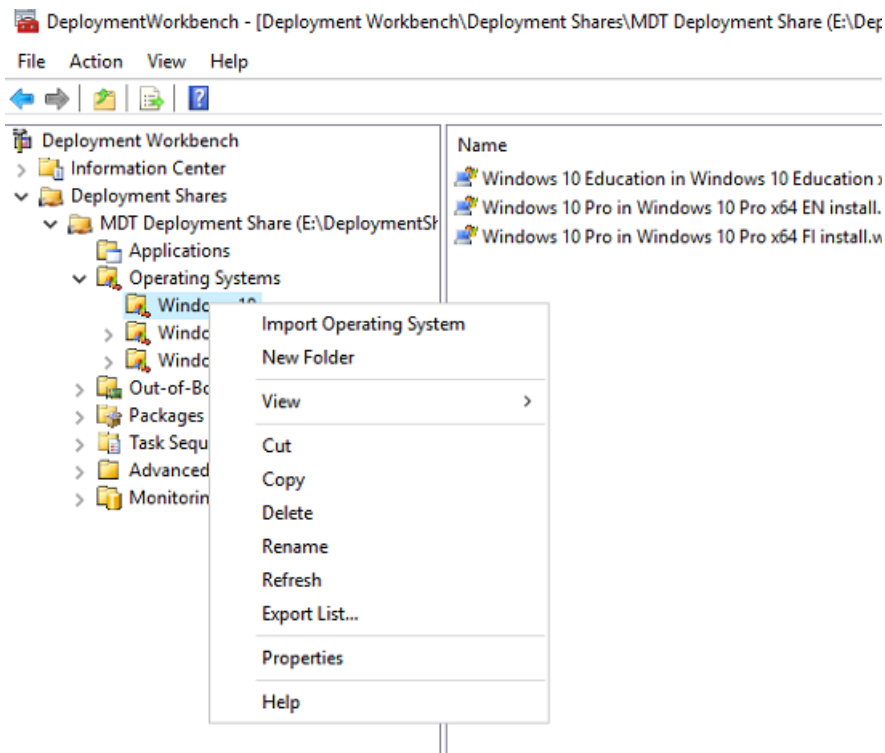 DeploymentWorkbench - [Deployment Workbench\Deployment Shares\MDT Deployment Share (E:\Dep
File Action View Help
Deployment Workbench
Information Center
Deployment Shares
MDT Deployment Share (E:\DeploymentSh
Applications
Operating Systems
Windows 10
Windo
Windo
Out-of-Bo
Packages
Task Sequ
Advanced
Monitorin
Name
Windows 10 Education in Windows 10 Education x
Windows 10 Pro in Windows 10 Pro x64 EN install.
Windows 10 Pro in Windows 10 Pro x64 FI install.w
Import Operating System
New Folder
View
Cut
Copy
Delete
Rename
Refresh
Export List...
Properties
Help